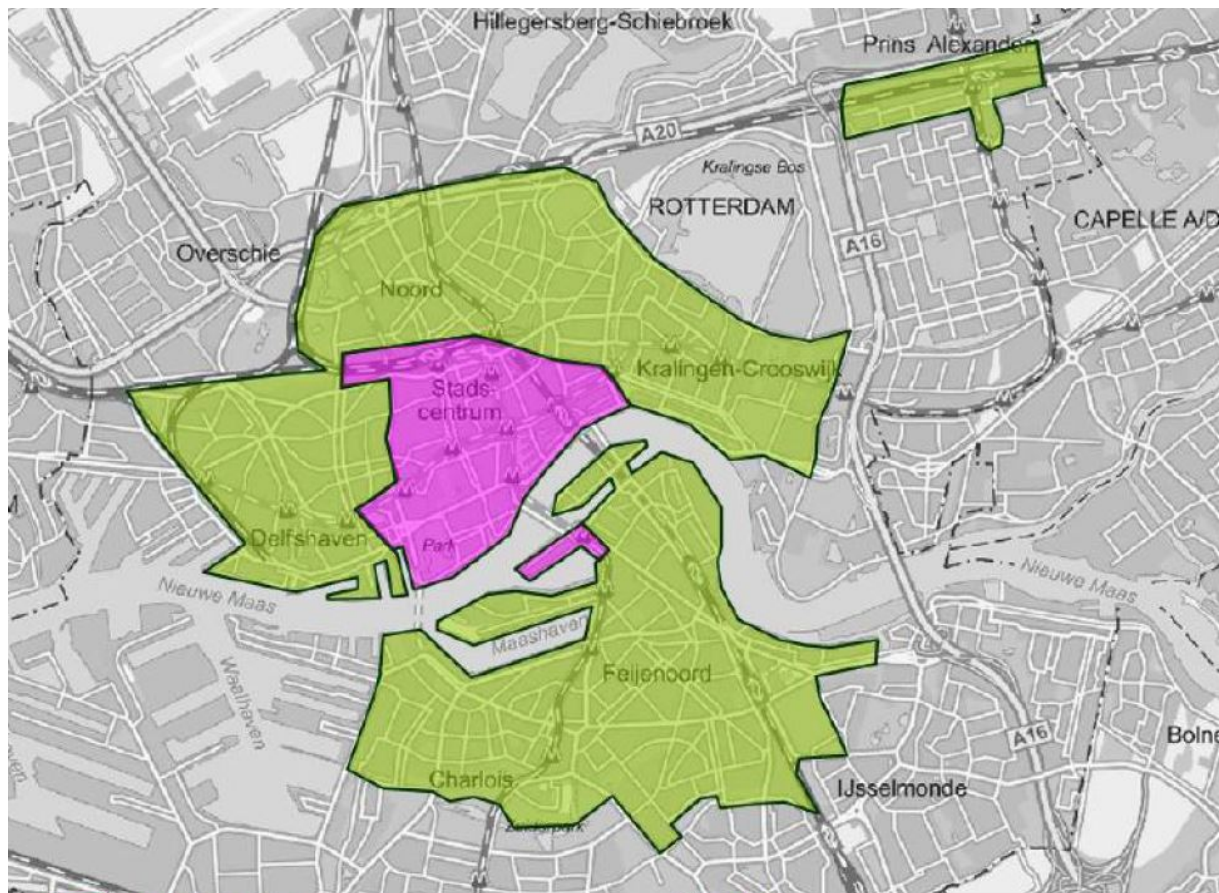 Hillegersberg-Schiebroek
Prins Alexander
A20
Kralingse Bos
ROTTERDAM
CAPELLE A/D
A16
Overschie
Noord
Kralingen-Crooswijk
Stads-
centrum
Delfshaven
Park
Nieuwe Maas
Nieuwe Maas
Maashaven
Waalhaven
Feijenoord
A16
Bolne
Charlois
IJsselmonde
Zuiderpark